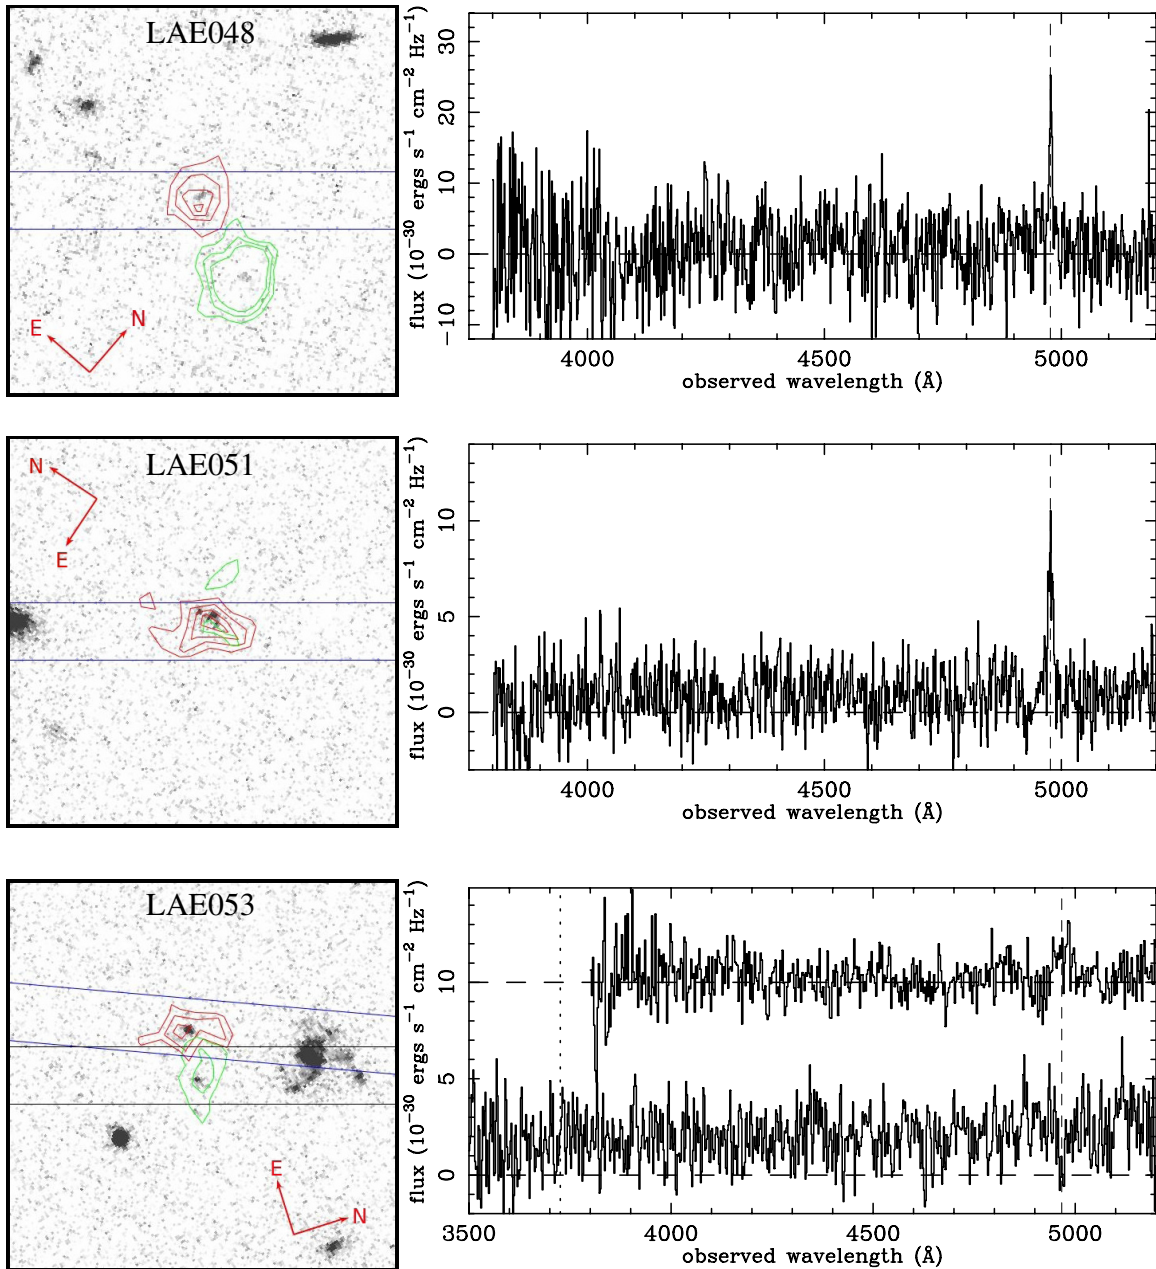 LAE048
E
N
flux (10⁻³⁰ ergs s⁻¹ cm⁻² Hz⁻¹)
30
20
10
0
−10
4000
4500
5000
observed wavelength (Å)
LAE051
N
E
flux (10⁻³⁰ ergs s⁻¹ cm⁻² Hz⁻¹)
10
5
0
4000
4500
5000
observed wavelength (Å)
LAE053
E
N
flux (10⁻³⁰ ergs s⁻¹ cm⁻² Hz⁻¹)
10
5
0
3500
4000
4500
5000
observed wavelength (Å)